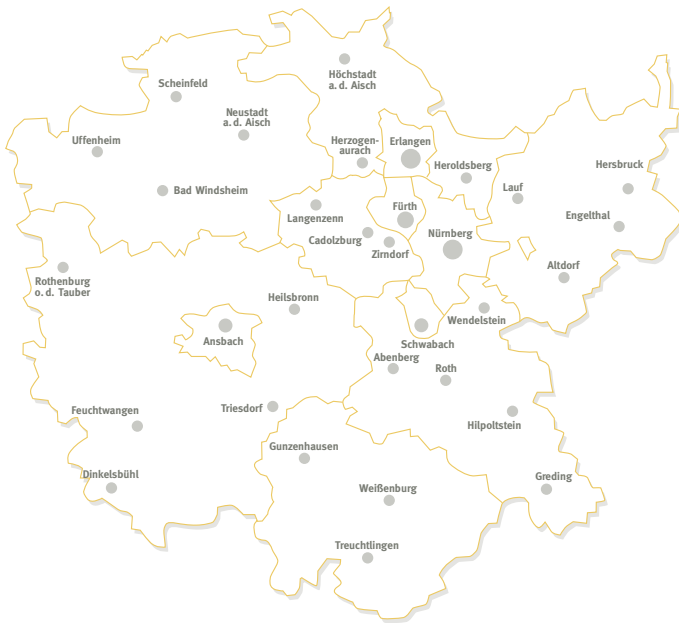 Höchstadt
a. d. Aisch
Scheinfeld
Neustadt
a. d. Aisch
Uffenheim
Herzogen-
aurach
Erlangen
Heroldsberg
Hersbruck
Bad Windsheim
Lauf
Langenzenn
Fürth
Engelthal
Cadolzburg
Nürnberg
Zirndorf
Altdorf
Rothenburg
o. d. Tauber
Heilsbronn
Wendelstein
Ansbach
Schwabach
Abenberg
Roth
Feuchtwangen
Triesdorf
Hilpoltstein
Gunzenhausen
Dinkelsbühl
Greding
Weißenburg
Treuchtlingen